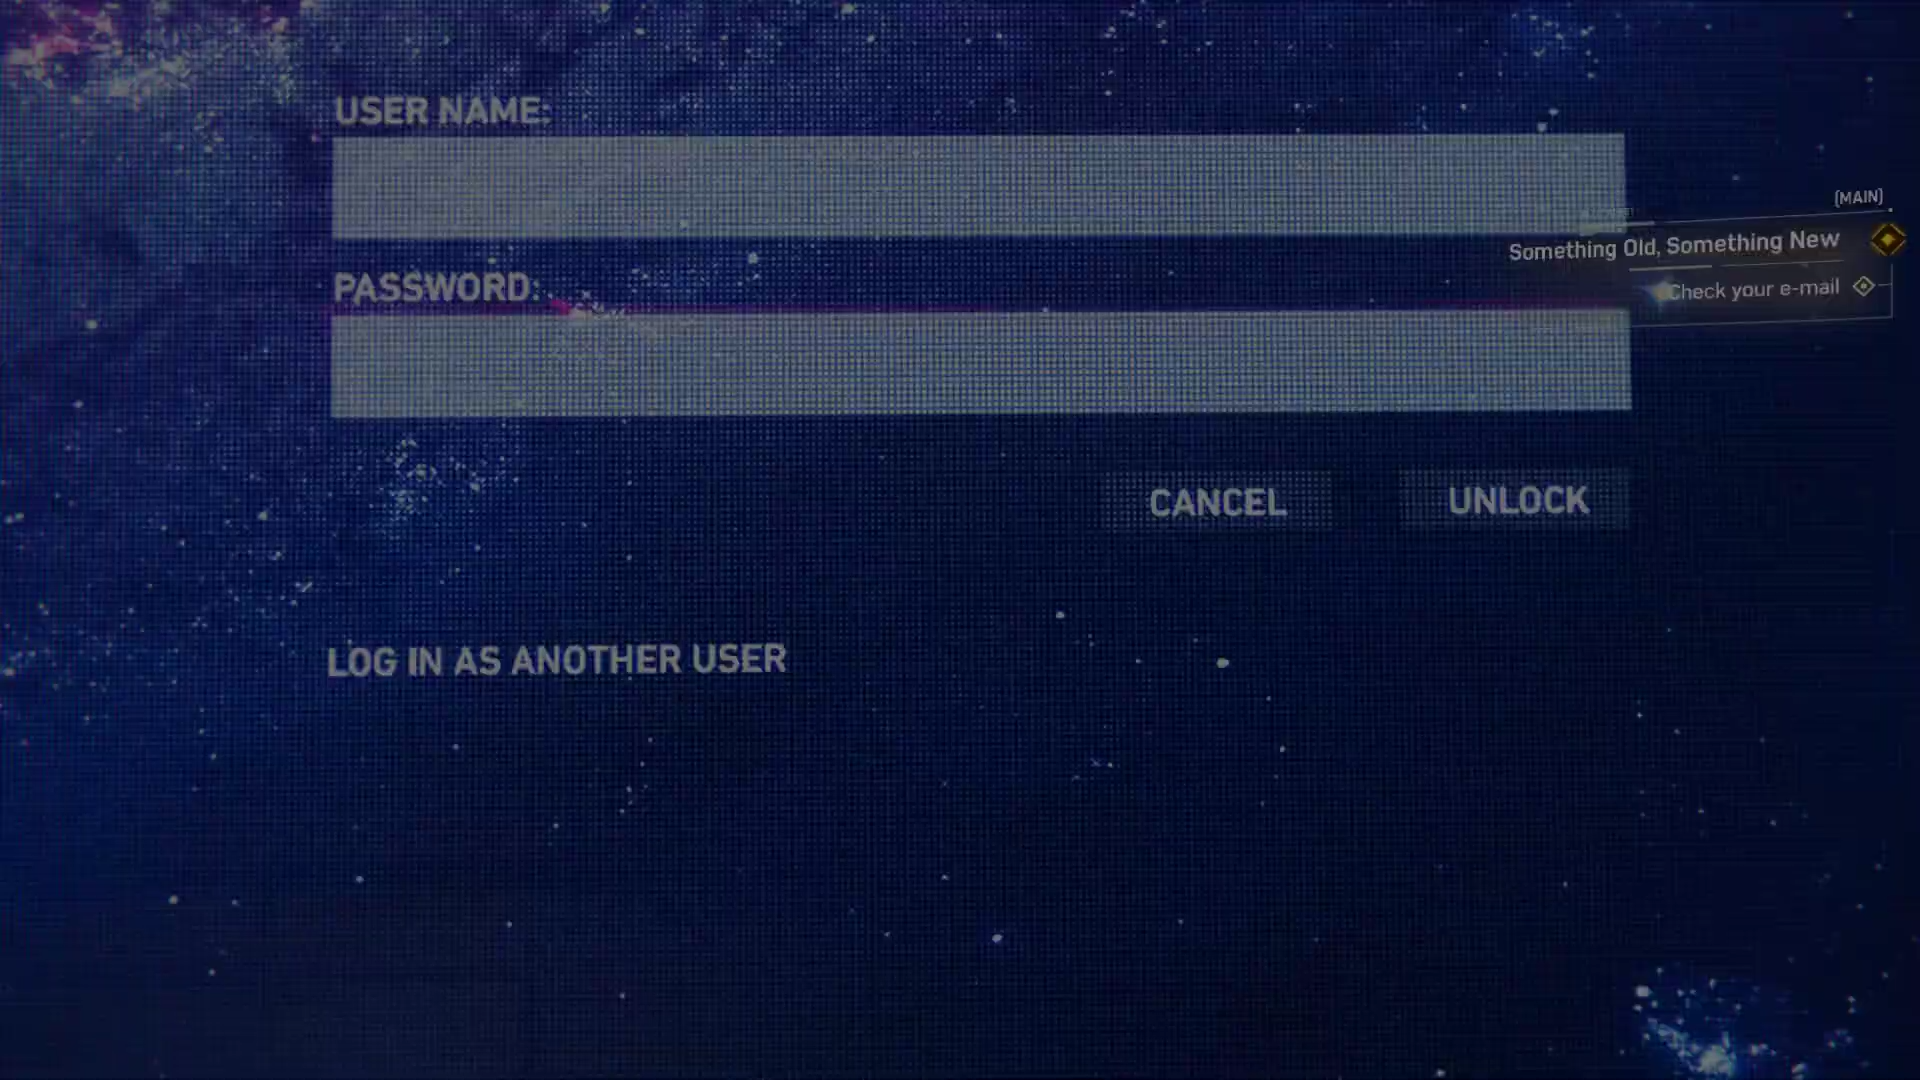 USER NAME:
(MAIN)
Something Old, Something New
PASSWORD:
Check your e-mail
CANCEL
UNLOCK
LOG IN AS ANOTHER USER